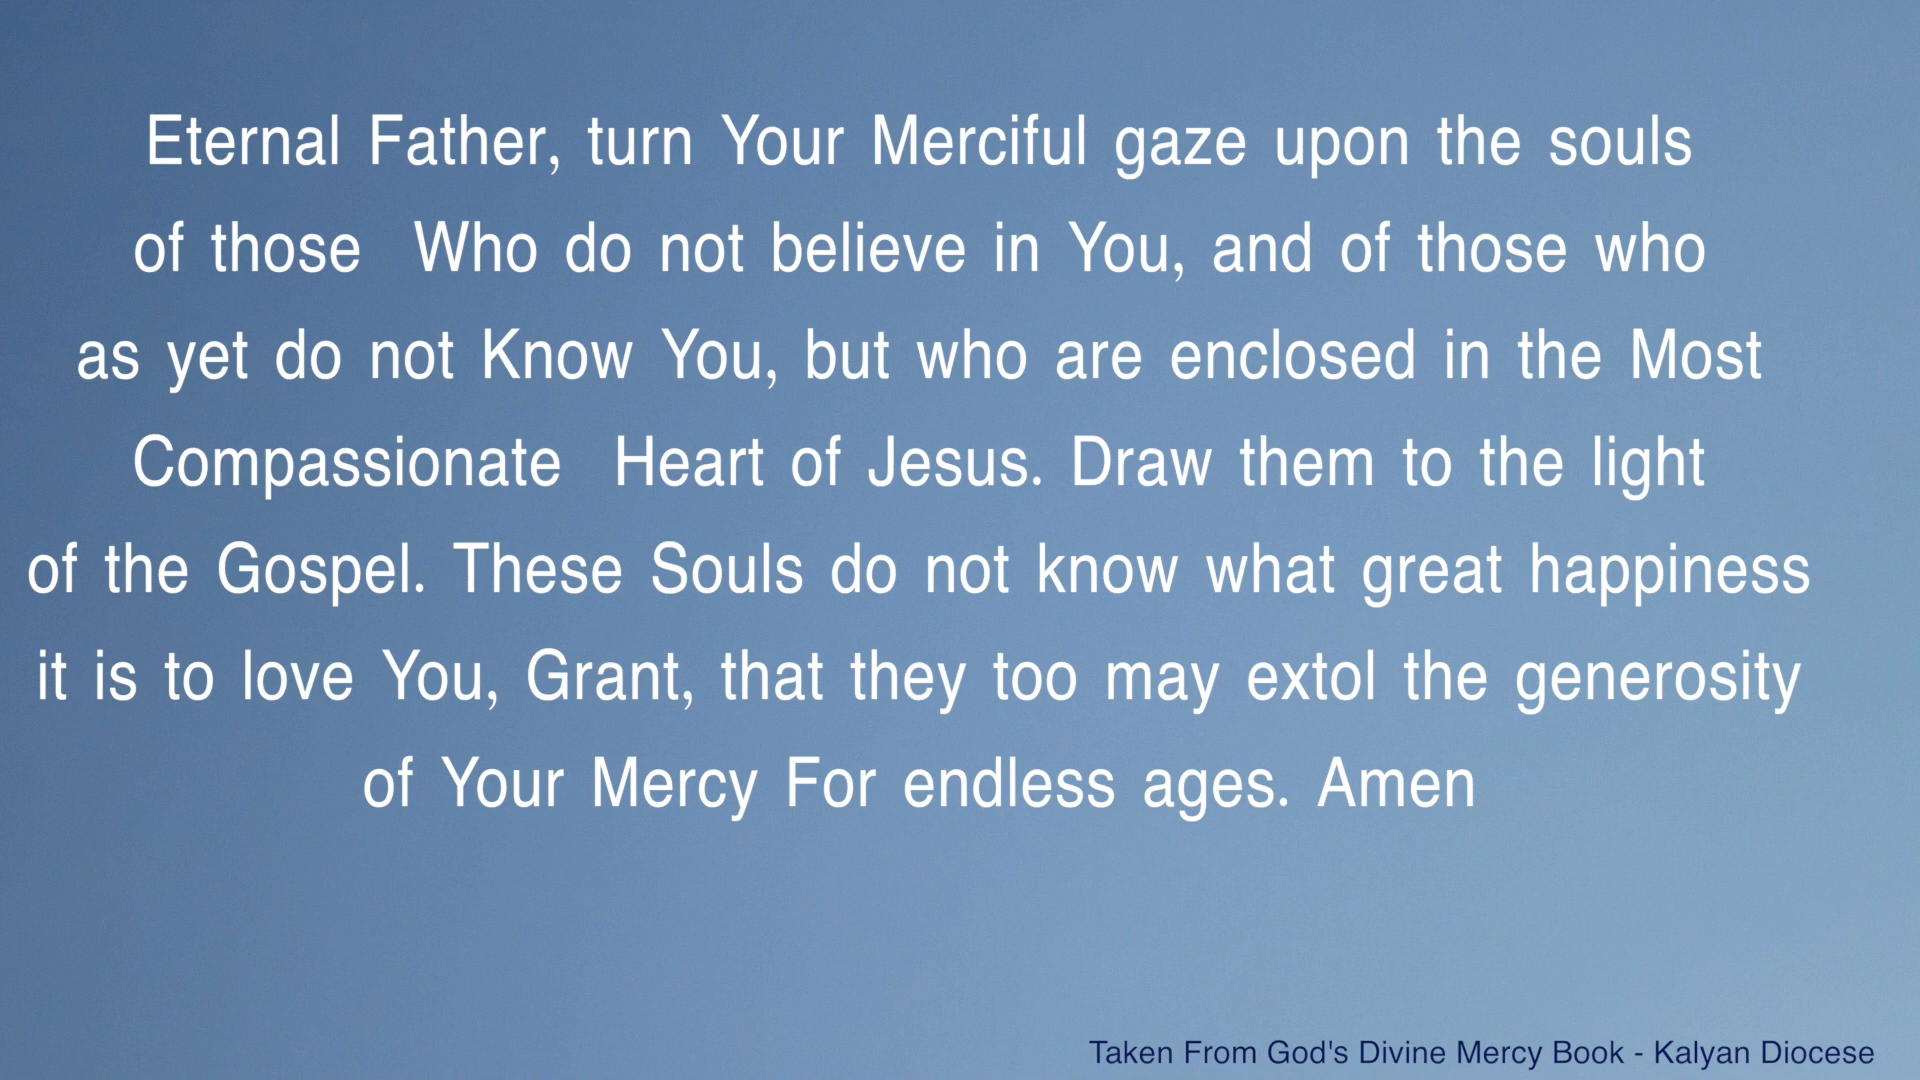 Eternal Father, turn Your Merciful gaze upon the souls
of those Who do not believe in You, and of those who
as yet do not Know You, but who are enclosed in the Most
Compassionate Heart of Jesus. Draw them to the light
of the Gospel. These Souls do not know what great happiness
it is to love You, Grant, that they too may extol the generosity
of Your Mercy For endless ages. Amen
Taken From God's Divine Mercy Book - Kalyan Diocese